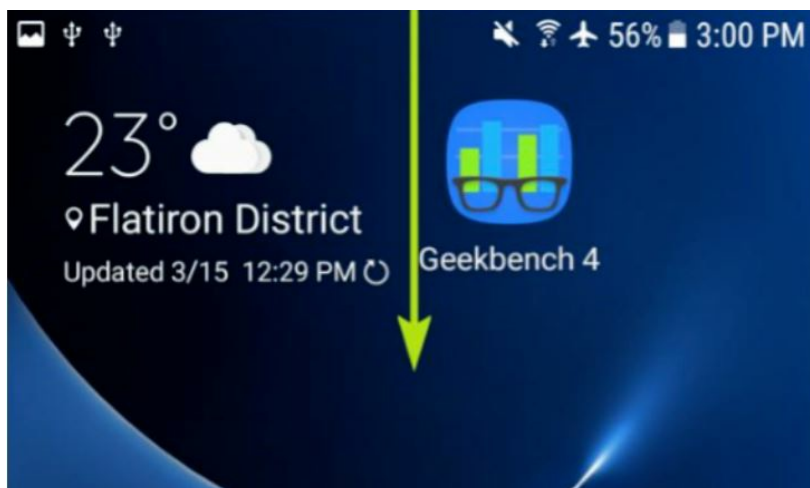 56% 3:00 PM
23°
Flatiron District
Updated 3/15 12:29 PM
Geekbench 4